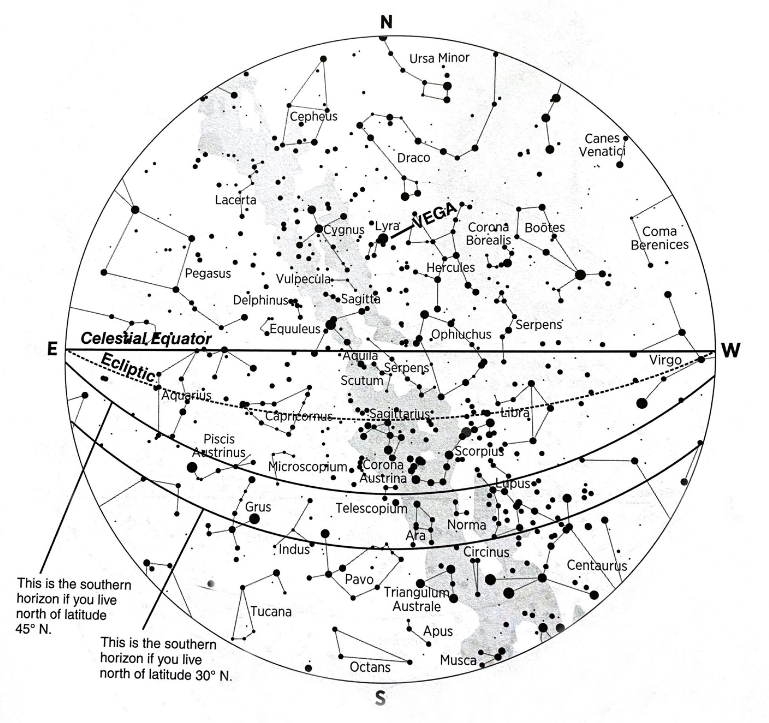 N
Ursa Minor
Cepheus
Canes
Venatici
Draco
Lacerta
VEGA
Lyra
Cygnus
Corona
Borealis
Boötes
Coma
Berenices
Pegasus
Vulpecula
Hercules
Delphinus
Sagitta
Equuleus
Ophiuchus
Serpens
Celestial Equator
E
W
Ecliptic
Aquila
Virgo
Scutum
Serpens
Aquarius
Capricornus
Sagittarius
Libra
Piscis
Austrinus
Scorpius
Microscopium
Corona
Austrina
Lupus
Grus
Telescopium
Norma
Ara
Indus
Circinus
Centaurus
Pavo
Triangulum
Australe
Tucana
Apus
Octans
Musca
S
This is the southern
horizon if you live
north of latitude
45° N.
This is the southern
horizon if you live
north of latitude 30° N.